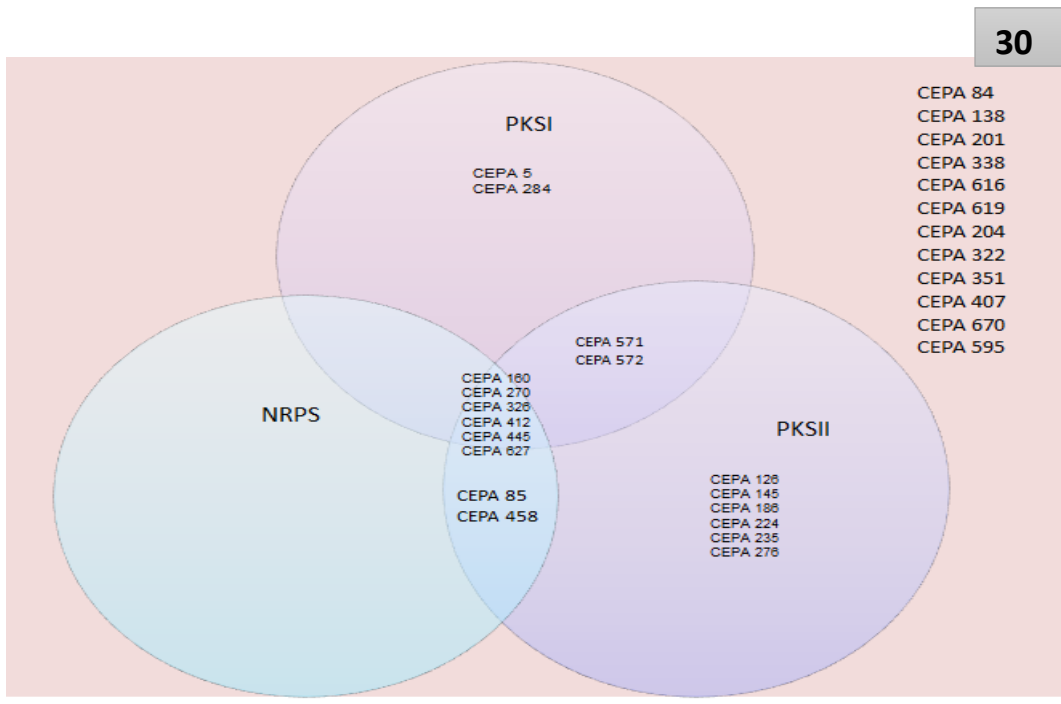 30
CEPA 84
CEPA 138
CEPA 201
CEPA 338
CEPA 616
CEPA 619
CEPA 204
CEPA 322
CEPA 351
CEPA 407
CEPA 670
CEPA 595
PKSI
CEPA 5
CEPA 284
CEPA 571
CEPA 572
CEPA 160
CEPA 270
CEPA 326
CEPA 412
CEPA 445
CEPA 627
NRPS
PKSII
CEPA 85
CEPA 458
CEPA 126
CEPA 145
CEPA 186
CEPA 224
CEPA 235
CEPA 276